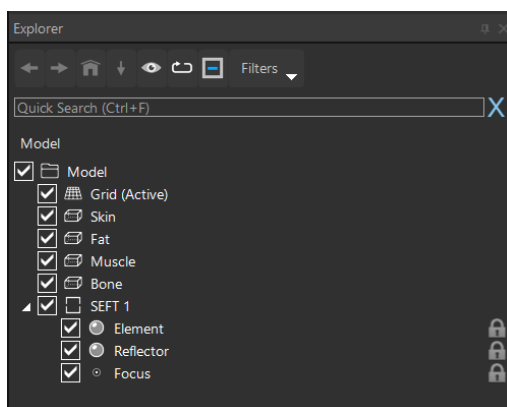 Explorer
Filters
Quick Search (Ctrl+F)
X
Model
Model
Grid (Active)
Skin
Fat
Muscle
Bone
SEFT 1
Element
Reflector
Focus